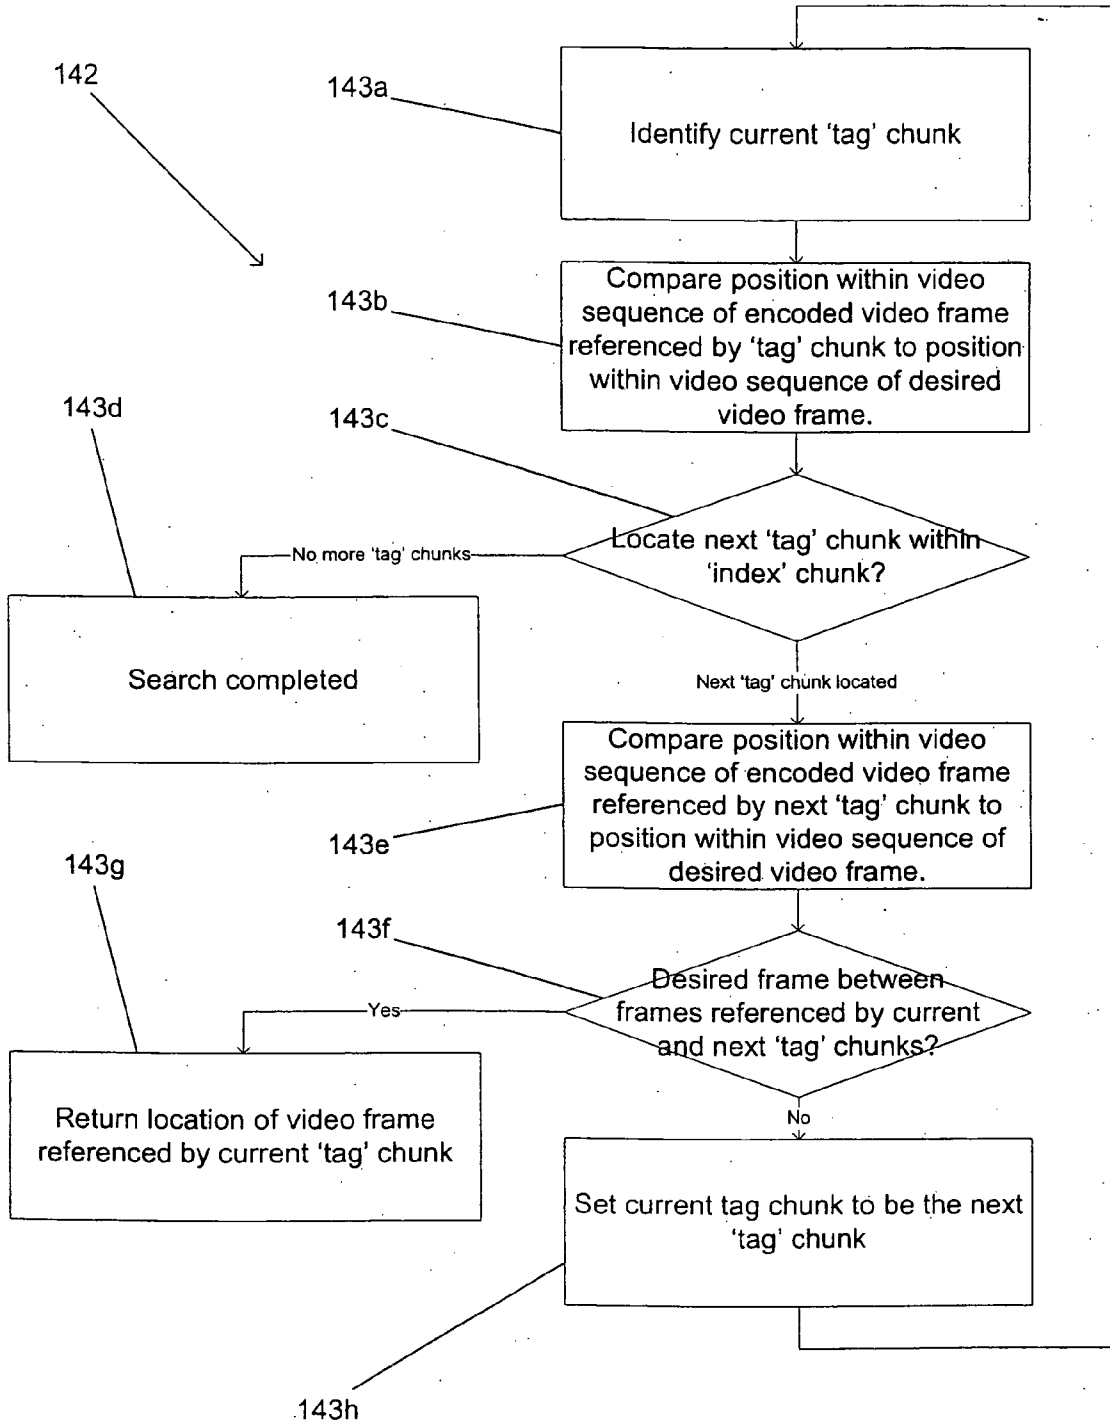 142
143a
Identify current 'tag' chunk
143b
Compare position within video
sequence of encoded video frame
referenced by 'tag' chunk to position
within video sequence of desired
video frame.
143d
143c
No more 'tag' chunks
Locate next 'tag' chunk within
'index' chunk?
Search completed
Next 'tag' chunk located
Compare position within video
sequence of encoded video frame
referenced by next 'tag' chunk to
position within video sequence of
desired video frame.
143e
143g
143f
Yes
Desired frame between
frames referenced by current
and next 'tag' chunks?
Return location of video frame
referenced by current 'tag' chunk
No
Set current tag chunk to be the next
'tag' chunk
143h